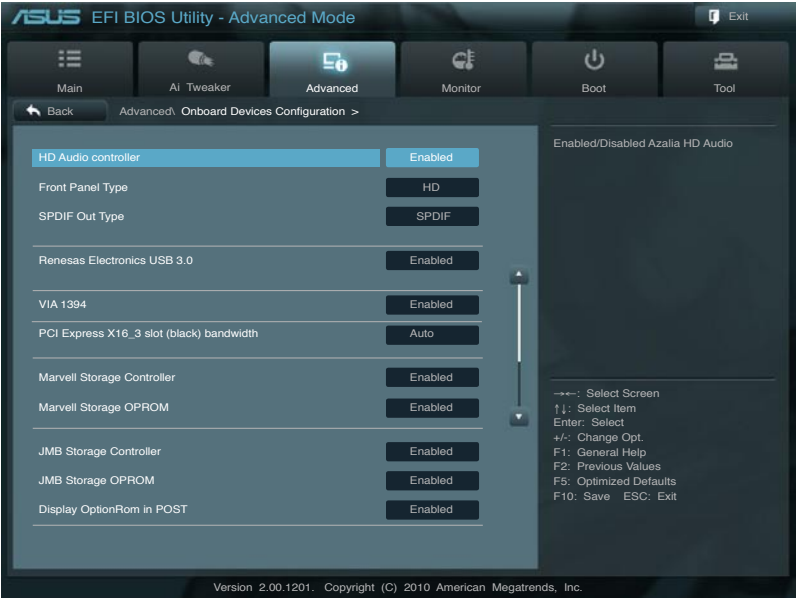 ASUS EFI BIOS Utility - Advanced Mode
Exit
Main Ai Tweaker Advanced Monitor Boot Tool
Back Advanced\ Onboard Devices Configuration >
HD Audio controller Enabled
Front Panel Type HD
SPDIF Out Type SPDIF
Renesas Electronics USB 3.0 Enabled
VIA 1394 Enabled
PCI Express X16_3 slot (black) bandwidth Auto
Marvell Storage Controller Enabled
Marvell Storage OPROM Enabled
JMB Storage Controller Enabled
JMB Storage OPROM Enabled
Display OptionRom in POST Enabled
Enabled/Disabled Azalia HD Audio
→←: Select Screen
↑↓: Select Item
Enter: Select
+/-: Change Opt.
F1: General Help
F2: Previous Values
F5: Optimized Defaults
F10: Save ESC: Exit
Version 2.00.1201. Copyright (C) 2010 American Megatrends, Inc.